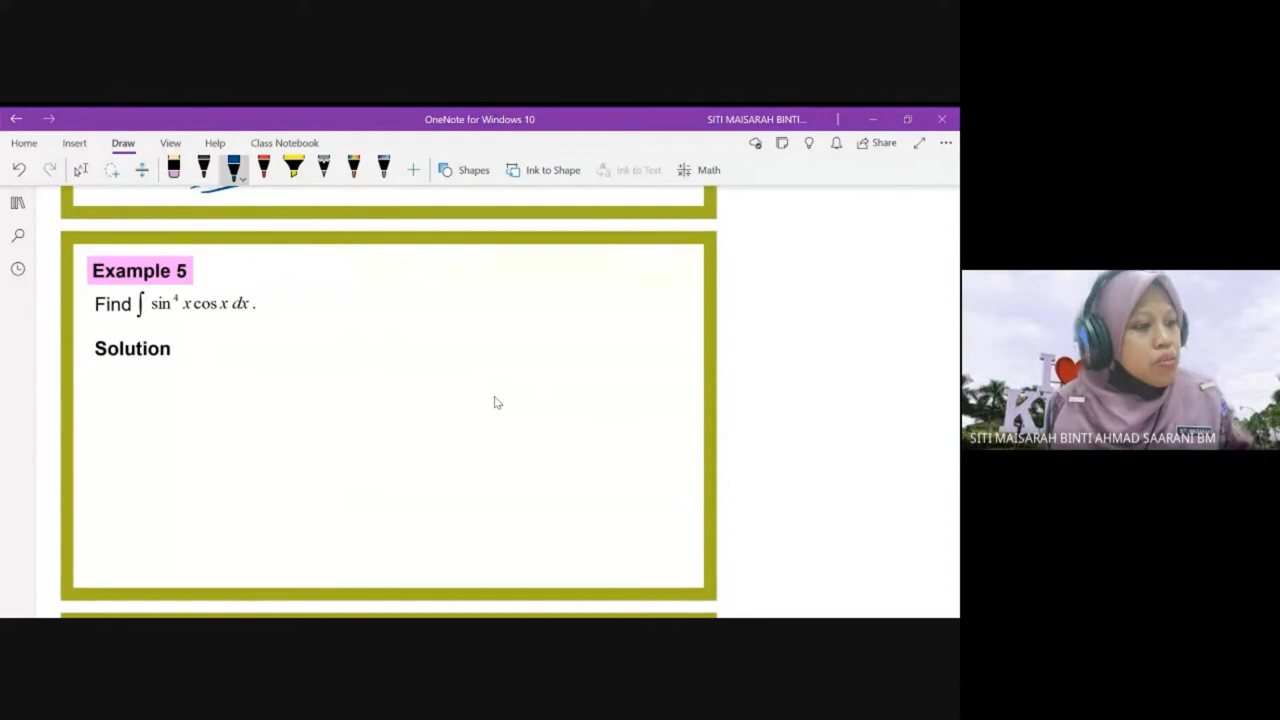 OneNote for Windows 10
SITI MAISARAH BINTI...
Home Insert Draw View Help Class Notebook
Share
Shapes Ink to Shape Ink to Text Math
Example 5
Find ∫ sin⁴ x cos x dx .
Solution
I
K
SITI MAISARAH BINTI AHMAD SAARANI BM